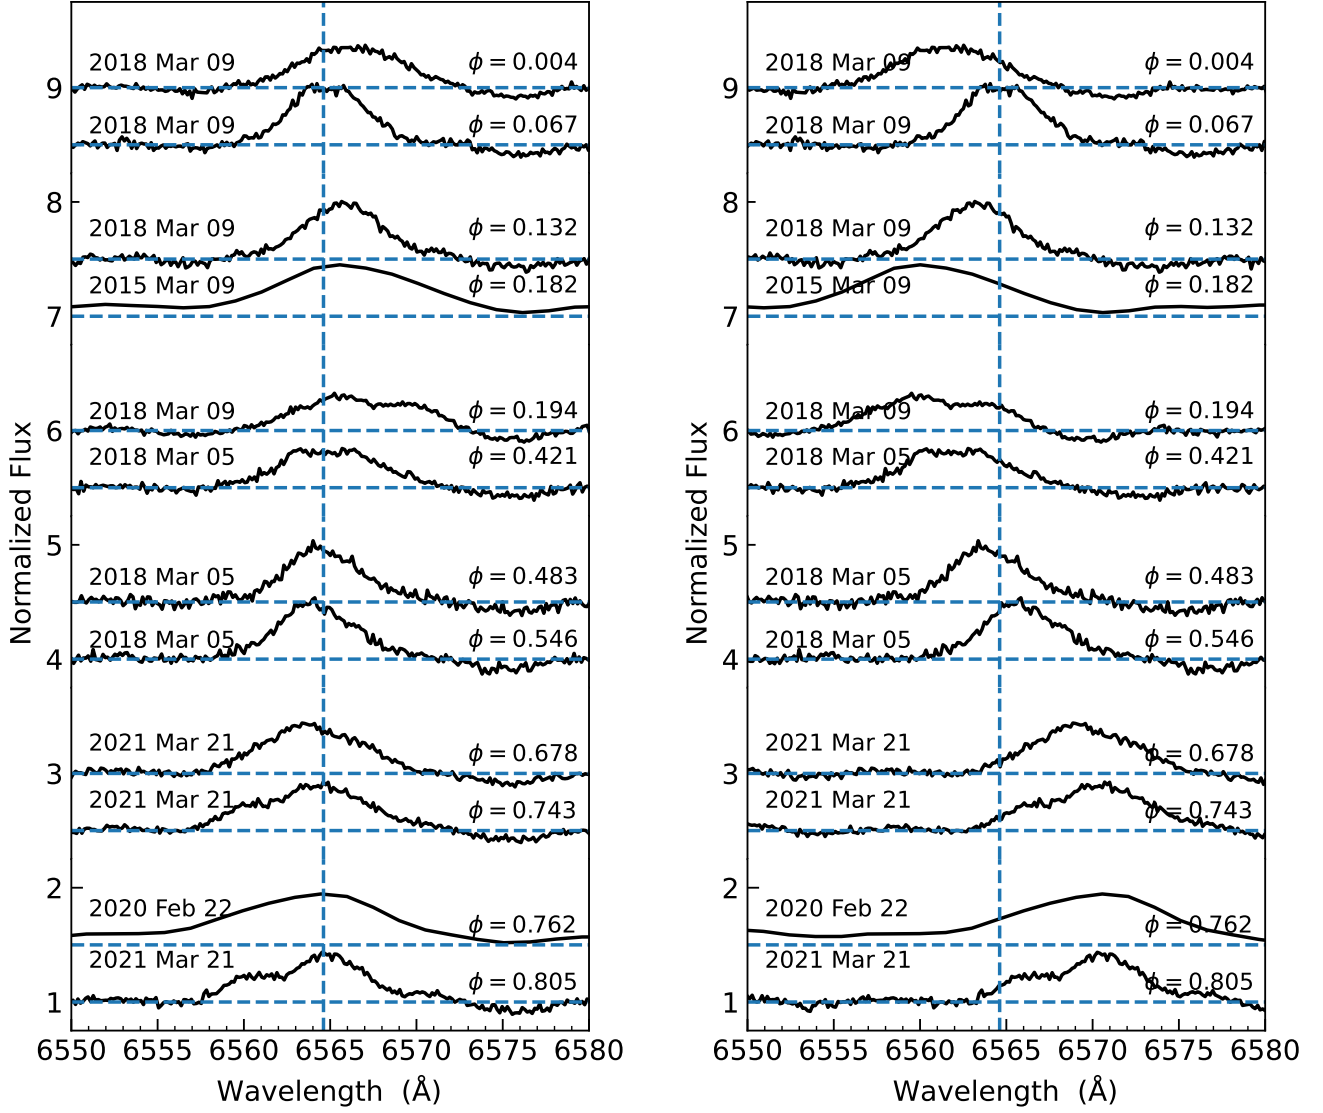 2018 Mar 09 ϕ = 0.004
9
2018 Mar 09 ϕ = 0.067
8
2018 Mar 09 ϕ = 0.132
2015 Mar 09 ϕ = 0.182
7
2018 Mar 09 ϕ = 0.194
6
2018 Mar 05 ϕ = 0.421
5
2018 Mar 05 ϕ = 0.483
2018 Mar 05 ϕ = 0.546
4
2021 Mar 21 ϕ = 0.678
3
2021 Mar 21 ϕ = 0.743
2
2020 Feb 22 ϕ = 0.762
2021 Mar 21 ϕ = 0.805
1
6550 6555 6560 6565 6570 6575 6580
Wavelength (Å)
Normalized Flux
2018 Mar 09 ϕ = 0.004
9
2018 Mar 09 ϕ = 0.067
8
2018 Mar 09 ϕ = 0.132
2015 Mar 09 ϕ = 0.182
7
2018 Mar 09 ϕ = 0.194
6
2018 Mar 05 ϕ = 0.421
5
2018 Mar 05 ϕ = 0.483
2018 Mar 05 ϕ = 0.546
4
2021 Mar 21 ϕ = 0.678
3
2021 Mar 21 ϕ = 0.743
2
2020 Feb 22 ϕ = 0.762
2021 Mar 21 ϕ = 0.805
1
6550 6555 6560 6565 6570 6575 6580
Wavelength (Å)
Normalized Flux